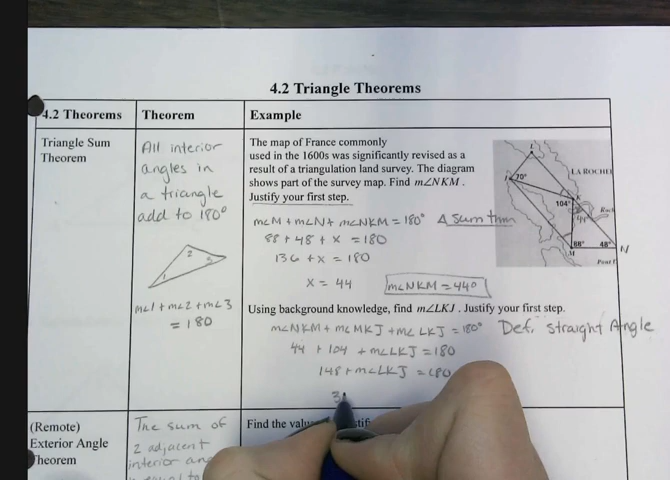 4.2 Triangle Theorems
4.2 Theorems
Theorem
Example
Triangle Sum
Theorem
All interior
angles in
a triangle
add to 180°
2
1
m∠1 + m∠2 + m∠3
= 180
The map of France commonly
used in the 1600s was significantly revised as a
result of a triangulation land survey. The diagram
shows part of the survey map. Find m∠NKM.
Justify your first step.
m∠M + m∠N + m∠NKM = 180° Δ sum thm
88 + 48 + x = 180
136 + x = 180
x = 44
m∠NKM = 44°
L
LA ROCHE
J
70°
K
104°
88°
48°
M
N
Using background knowledge, find m∠LKJ. Justify your first step.
m∠NKM + m∠MKJ + m∠LKJ = 180° Def. straight Angle
44 + 104 + m∠LKJ = 180
148 + m∠LKJ = 180
3
(Remote)
Exterior Angle
Theorem
The sum of
2 adjacent
interior
equal to
Find the